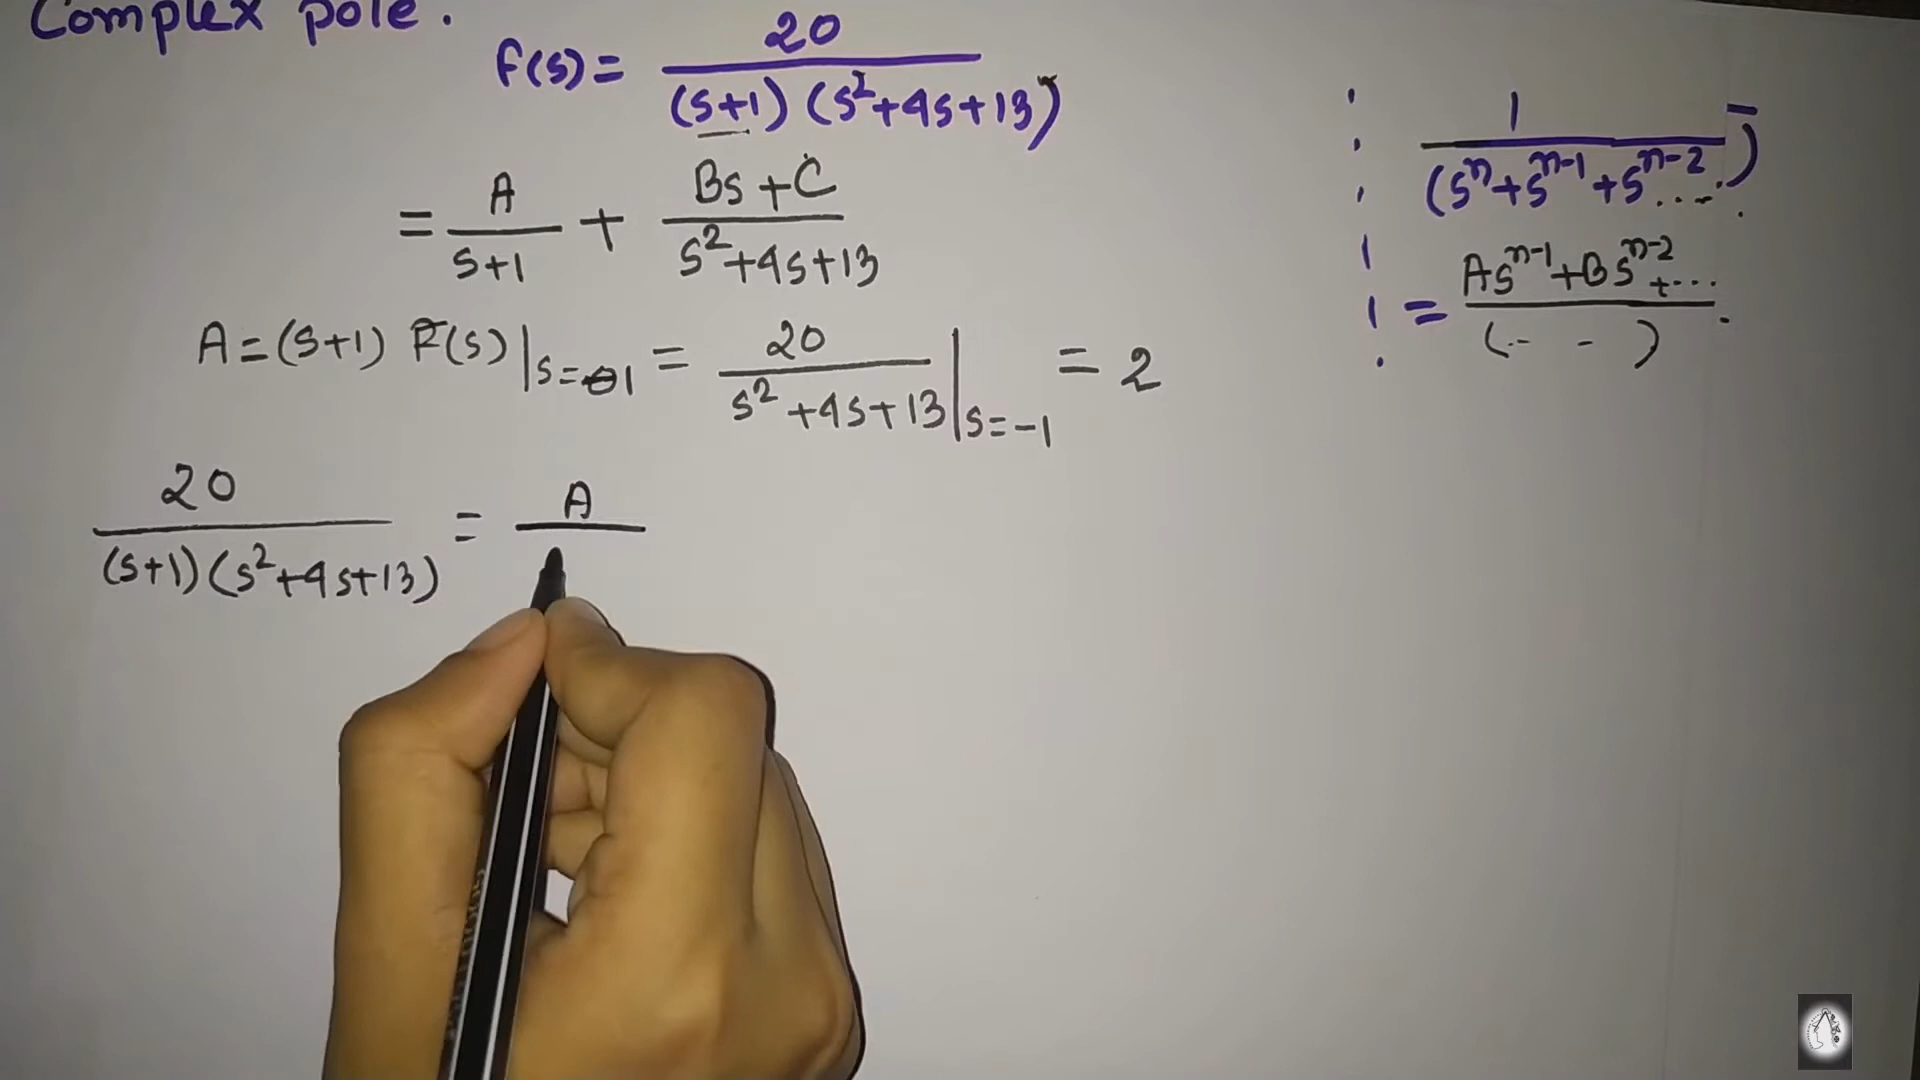 Complex pole.
F(s) = 20 / (s+1) (s²+4s+13)
= A / s+1 + Bs+C / s²+4s+13
A = (s+1) F(s) | s=-1 = 20 / s²+4s+13 | s=-1 = 2
20 / (s+1) (s²+4s+13) = A
1 / (sⁿ+sⁿ⁻¹+sⁿ⁻²....)
= Asⁿ⁻¹+Bsⁿ⁻²+... / (.. - )